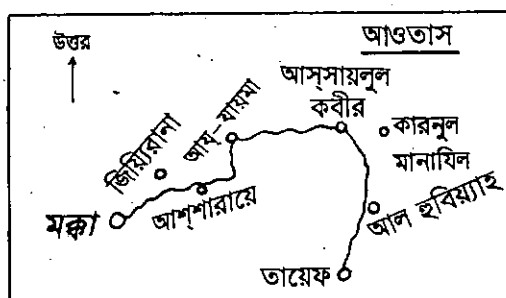 আওতাস
উত্তর
আস্সায়লুল
কবীর
কারনুল
মানাযিল
আয্-যায়মা
জিয়্যিরানা
আশ্শারায়ে
মক্কা
আল হুবিয়্যাহ
তায়েফ